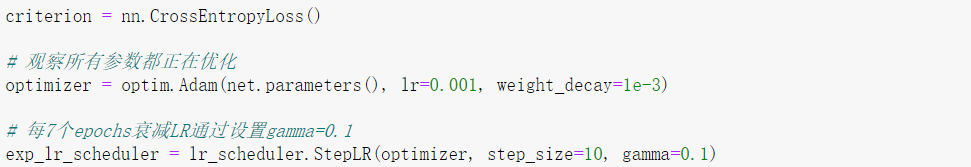 criterion = nn.CrossEntropyLoss()
# 观察所有参数都正在优化
optimizer = optim.Adam(net.parameters(), lr=0.001, weight_decay=1e-3)
# 每7个epochs衰减LR通过设置gamma=0.1
exp_lr_scheduler = lr_scheduler.StepLR(optimizer, step_size=10, gamma=0.1)